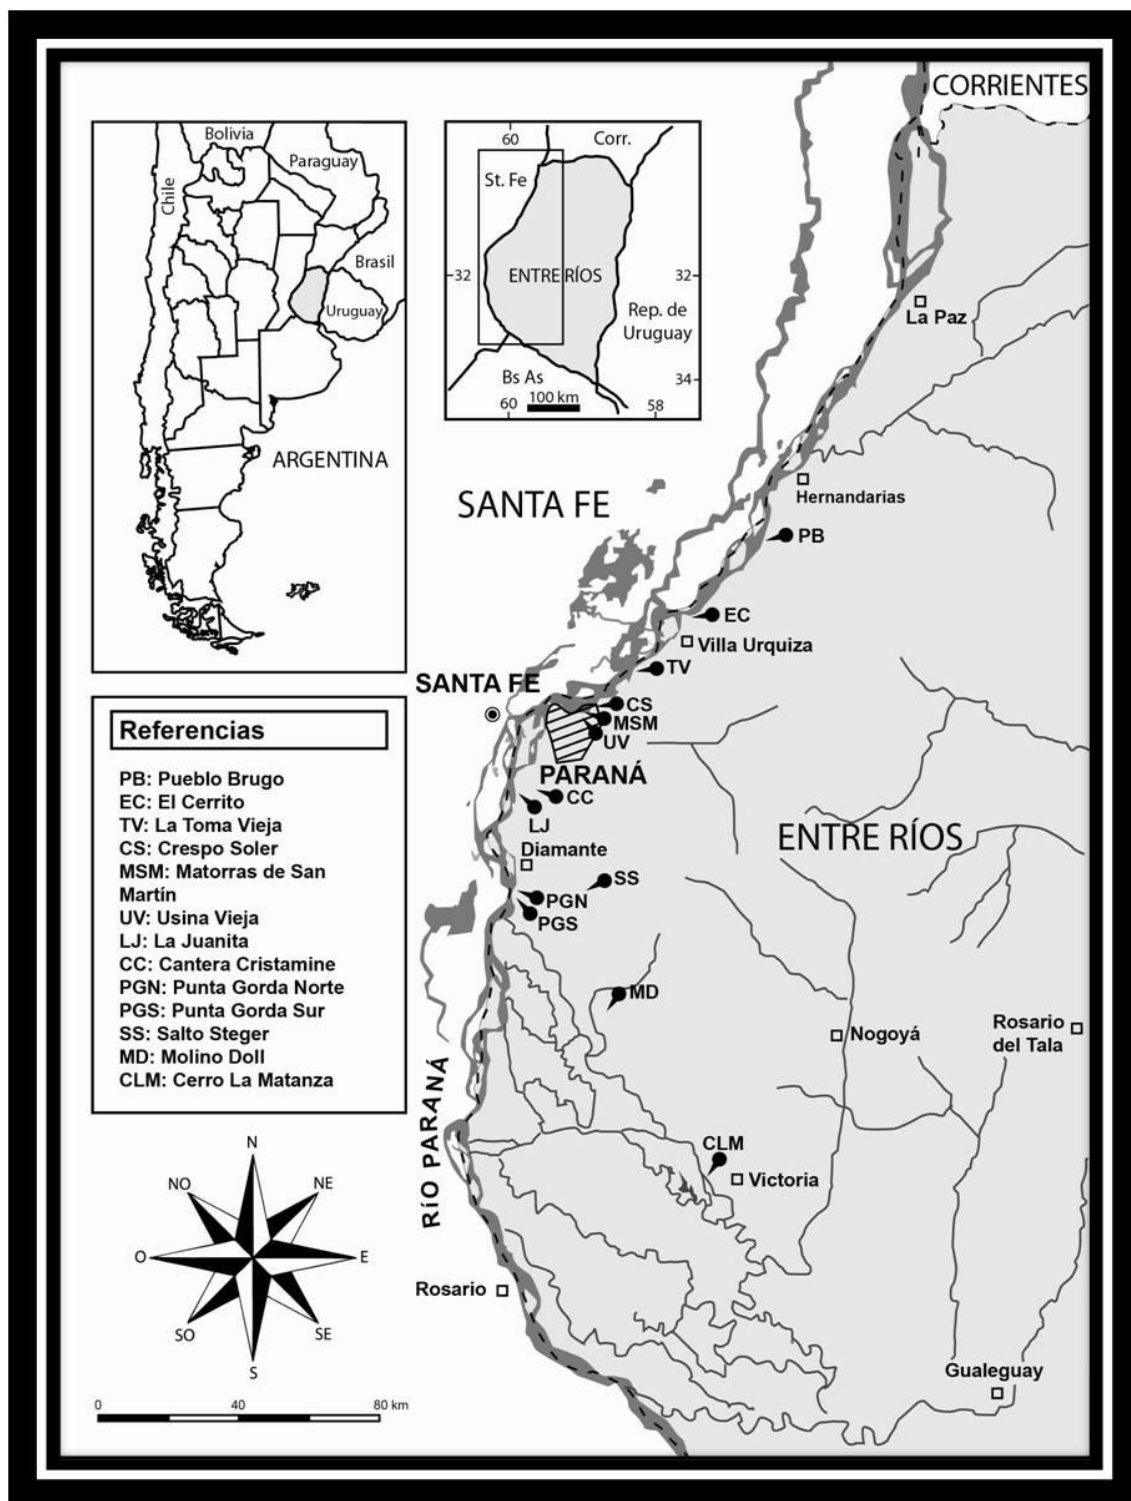 CORRIENTES
Bolivia
Paraguay
Chile
Brasil
Uruguay
ARGENTINA
60
Corr.
St. Fe
32
ENTRE RÍOS
32
Rep. de
Uruguay
34
Bs As
100 km
60
58
La Paz
SANTA FE
Hernandarias
PB
EC
Villa Urquiza
TV
SANTA FE
CS
MSM
UV
PARANÁ
CC
LJ
Diamante
ENTRE RÍOS
SS
PGN
PGS
MD
Nogoyá
Rosario
del Tala
RíO PARANÁ
CLM
Victoria
Rosario
Gualeguay
Referencias
PB: Pueblo Brugo
EC: El Cerrito
TV: La Toma Vieja
CS: Crespo Soler
MSM: Matorras de San
Martín
UV: Usina Vieja
LJ: La Juanita
CC: Cantera Cristamine
PGN: Punta Gorda Norte
PGS: Punta Gorda Sur
SS: Salto Steger
MD: Molino Doll
CLM: Cerro La Matanza
N
NO
NE
O
E
SO
SE
S
0
40
80 km